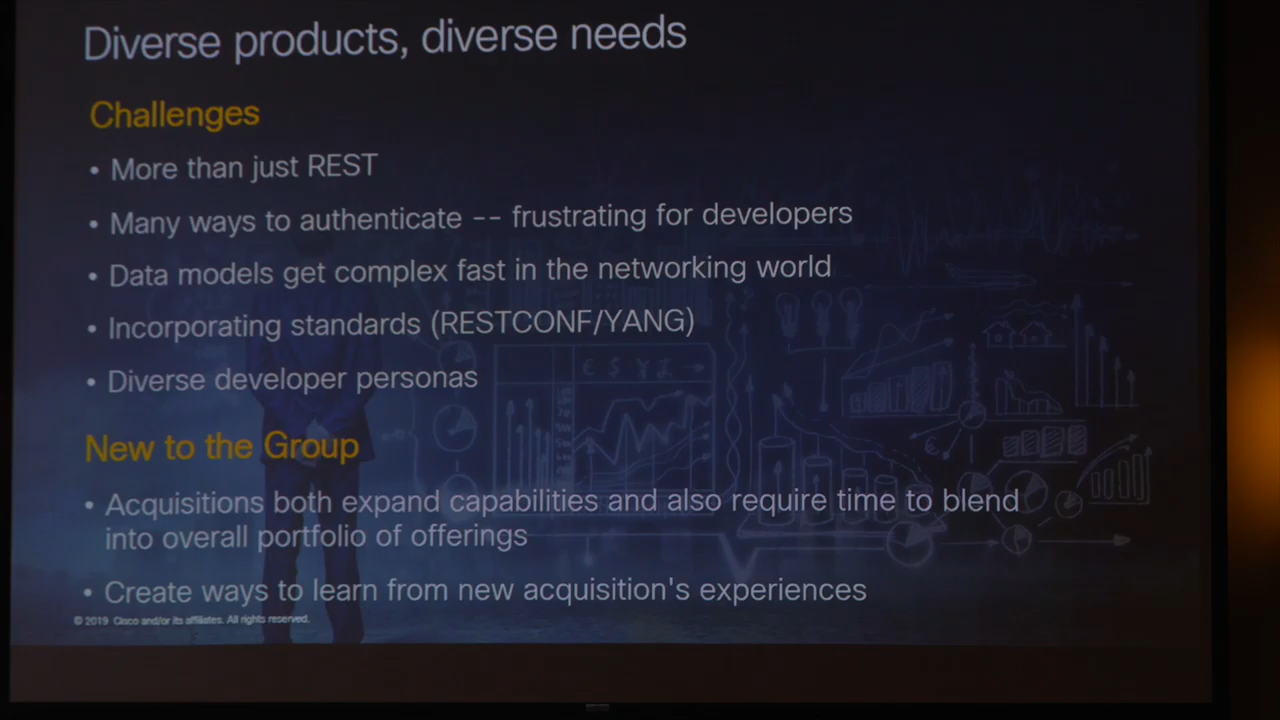 Diverse products, diverse needs
Challenges
• More than just REST
• Many ways to authenticate -- frustrating for developers
• Data models get complex fast in the networking world
• Incorporating standards (RESTCONF/YANG)
• Diverse developer personas
€ $ ¥ £
New to the Group
• Acquisitions both expand capabilities and also require time to blend
into overall portfolio of offerings
• Create ways to learn from new acquisition's experiences
© 2019 Cisco and/or its affiliates. All rights reserved.